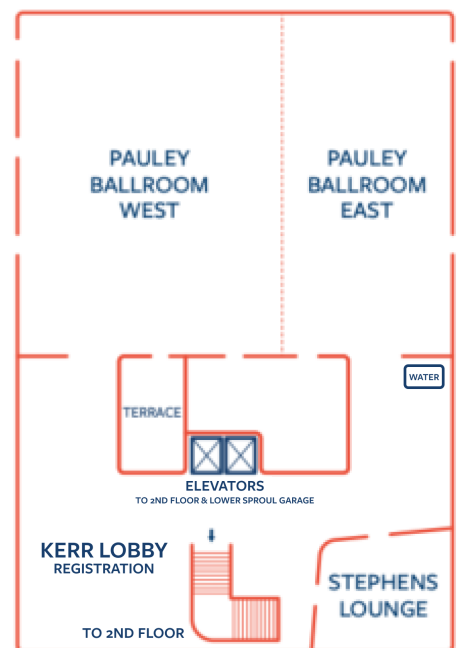 PAULEY
BALLROOM
WEST
PAULEY
BALLROOM
EAST
WATER
TERRACE
ELEVATORS
TO 2ND FLOOR & LOWER SPROUL GARAGE
KERR LOBBY
REGISTRATION
STEPHENS
LOUNGE
TO 2ND FLOOR